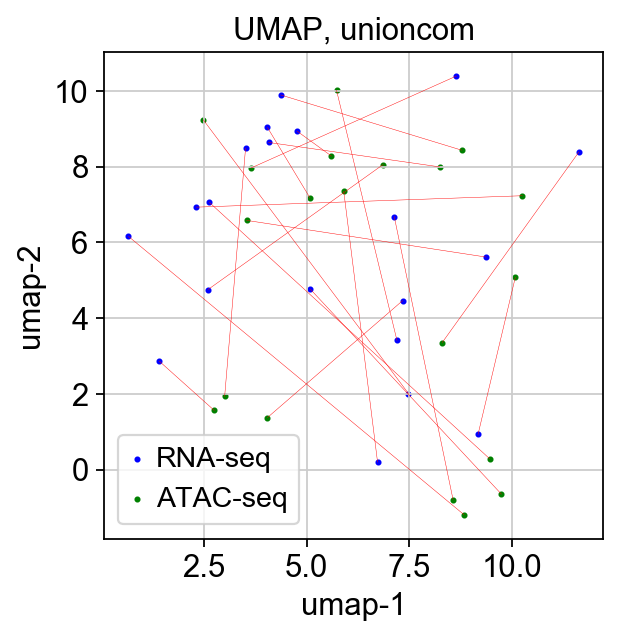 UMAP, unioncom
10
8
6
4
2
0
umap-2
RNA-seq
ATAC-seq
2.5 5.0 7.5 10.0
umap-1